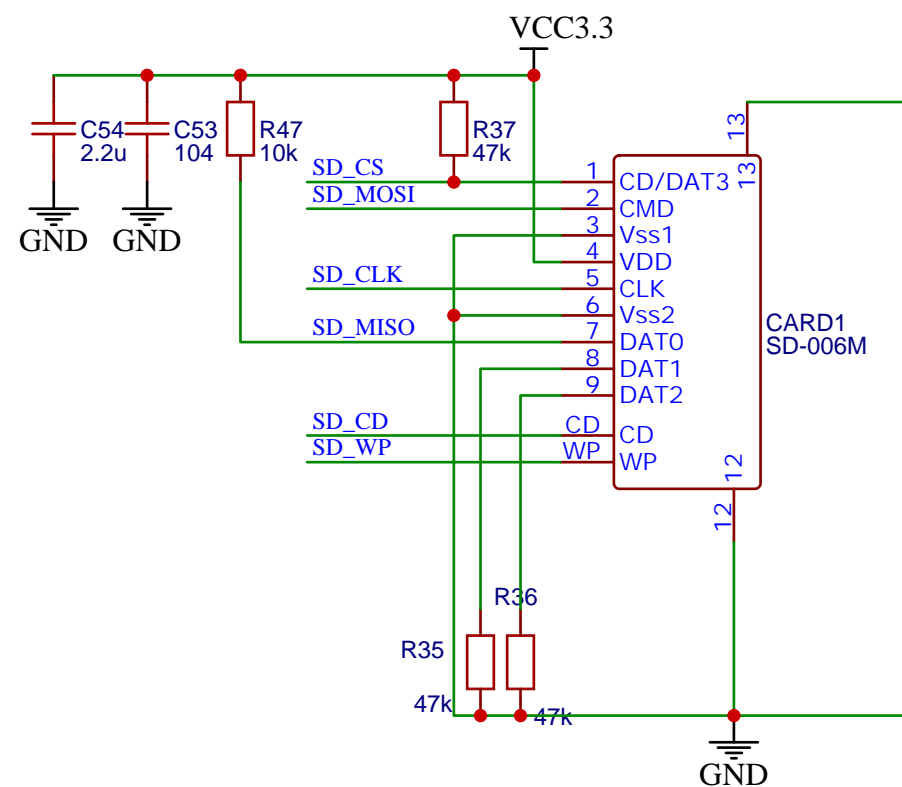 VCC3.3
C54
2.2u
C53
104
R47
10k
R37
47k
GND
GND
SD_CS
SD_MOSI
SD_CLK
SD_MISO
SD_CD
SD_WP
1
2
3
4
5
6
7
8
9
CD
WP
CD/DAT3
CMD
Vss1
VDD
CLK
Vss2
DAT0
DAT1
DAT2
CD
WP
13
13
12
12
CARD1
SD-006M
R36
R35
47k
47k
GND